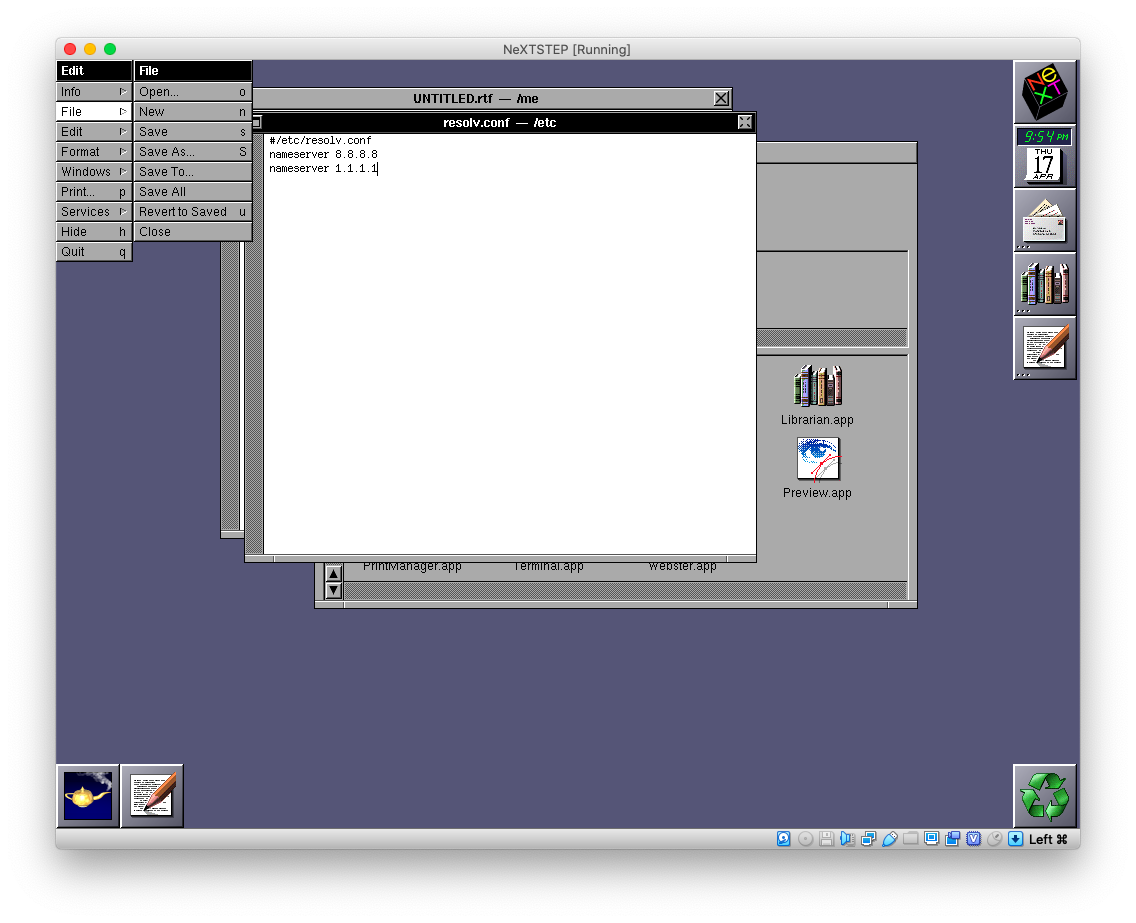 NeXTSTEP [Running]
Edit
Info
File
Edit
Format
Windows
Print... p
Services
Hide h
Quit q
File
Open... o
New n
Save s
Save As... S
Save To...
Save All
Revert to Saved u
Close
UNTITLED.rtf — /me
resolv.conf — /etc
#/etc/resolv.conf
nameserver 8.8.8.8
nameserver 1.1.1.1
NeXT
9:54 PM
THU
17
APR
Librarian.app
Preview.app
PrintManager.app Terminal.app Webster.app
Left ⌘